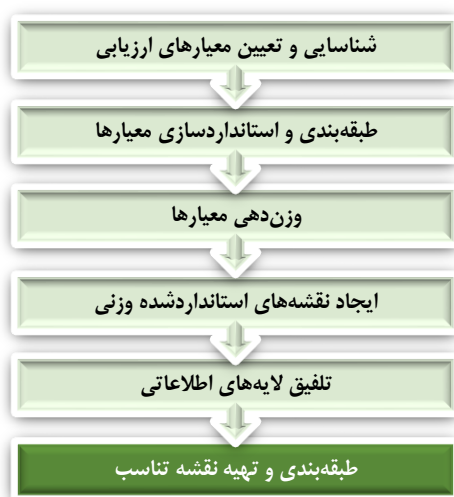 شناسایی و تعیین معیارهای ارزیابی
طبقه‌بندی و استانداردسازی معیارها
وزن‌دهی معیارها
ایجاد نقشه‌های استانداردشده وزنی
تلفیق لایه‌های اطلاعاتی
طبقه‌بندی و تهیه نقشه تناسب